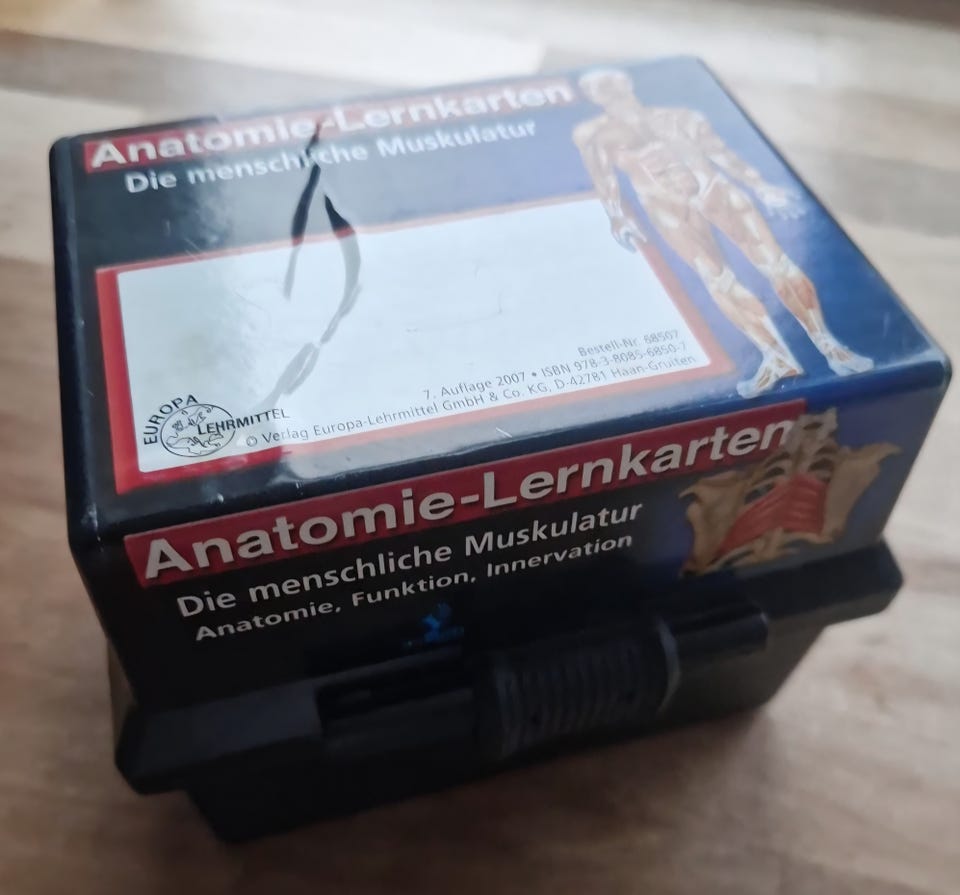 Anatomie-Lernkarten
Die menschliche Muskulatur
Bestell-Nr. 68507
7. Auflage 2007 • ISBN 978-3-8085-6850-7
© Verlag Europa-Lehrmittel GmbH & Co. KG, D-42781 Haan-Gruiten
EUROPA
LEHRMITTEL
Anatomie-Lernkarten
Die menschliche Muskulatur
Anatomie, Funktion, Innervation